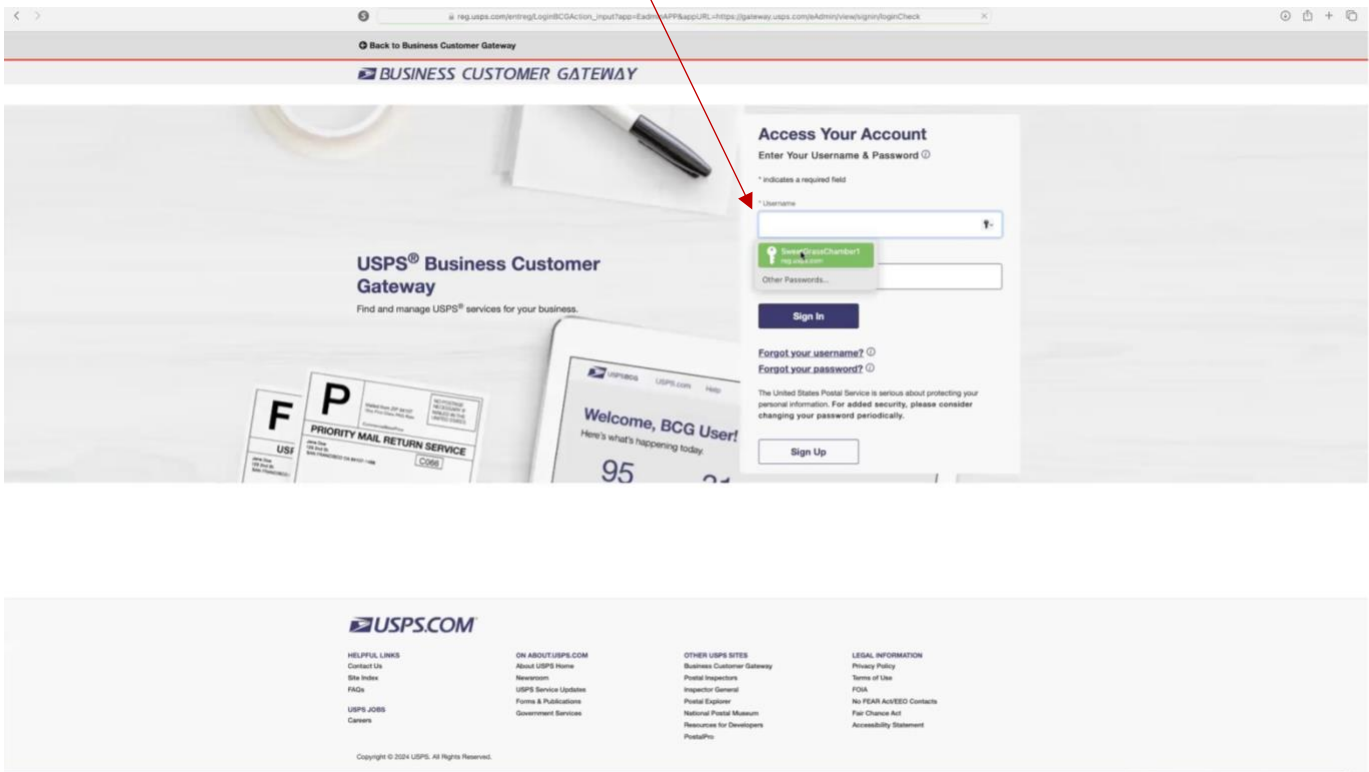 reg.usps.com/entreg/LoginBCGAction_input?app=EadminAPP&appURL=https://gateway.usps.com/eAdmin/view/signin/loginCheck
Back to Business Customer Gateway
BUSINESS CUSTOMER GATEWAY
Access Your Account
Enter Your Username & Password
* indicates a required field
* Username
SweetGrassChamber1
reg.usps.com
Other Passwords...
Sign In
Forgot your username?
Forgot your password?
The United States Postal Service is serious about protecting your
personal information. For added security, please consider
changing your password periodically.
Sign Up
USPS® Business Customer
Gateway
Find and manage USPS® services for your business.
F
P
PRIORITY MAIL RETURN SERVICE
C066
USPS.com
Help
Welcome, BCG User!
Here's what's happening today.
95
USPS.COM
HELPFUL LINKS
Contact Us
Site Index
FAQs
USPS JOBS
Careers
ON ABOUT.USPS.COM
About USPS Home
Newsroom
USPS Service Updates
Forms & Publications
Government Services
OTHER USPS SITES
Business Customer Gateway
Postal Inspectors
Inspector General
Postal Explorer
National Postal Museum
Resources for Developers
PostalPro
LEGAL INFORMATION
Privacy Policy
Terms of Use
FOIA
No FEAR Act/EEO Contacts
Fair Chance Act
Accessibility Statement
Copyright © 2024 USPS. All Rights Reserved.